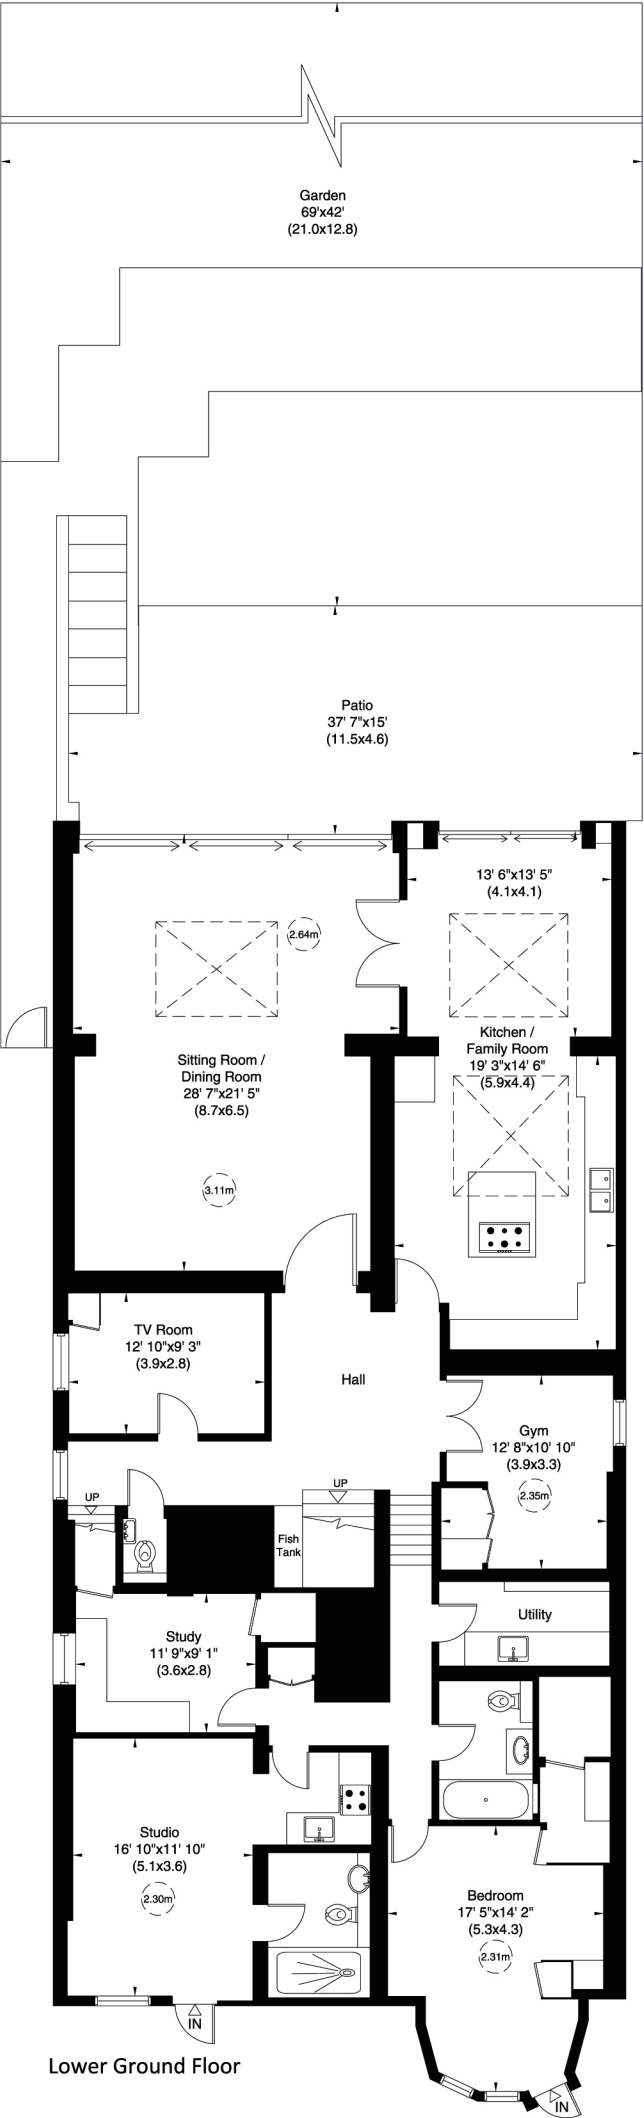 Garden
69'x42'
(21.0x12.8)
Patio
37' 7"x15'
(11.5x4.6)
13' 6"x13' 5"
(4.1x4.1)
2.64m
Kitchen /
Family Room
19' 3"x14' 6"
(5.9x4.4)
Sitting Room /
Dining Room
28' 7"x21' 5"
(8.7x6.5)
3.11m
TV Room
12' 10"x9' 3"
(3.9x2.8)
Hall
Gym
12' 8"x10' 10"
(3.9x3.3)
2.35m
UP
UP
Fish
Tank
Utility
Study
11' 9"x9' 1"
(3.6x2.8)
Studio
16' 10"x11' 10"
(5.1x3.6)
2.30m
Bedroom
17' 5"x14' 2"
(5.3x4.3)
2.31m
IN
Lower Ground Floor
IN